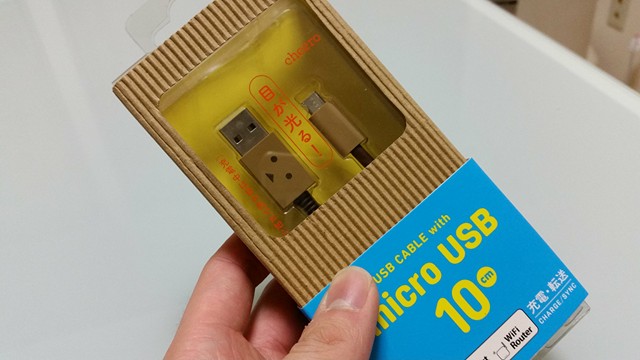 cheero
目が光る!
USB CABLE with
micro USB
10cm
充電・転送
CHARGE/SYNC
WiFi
Router